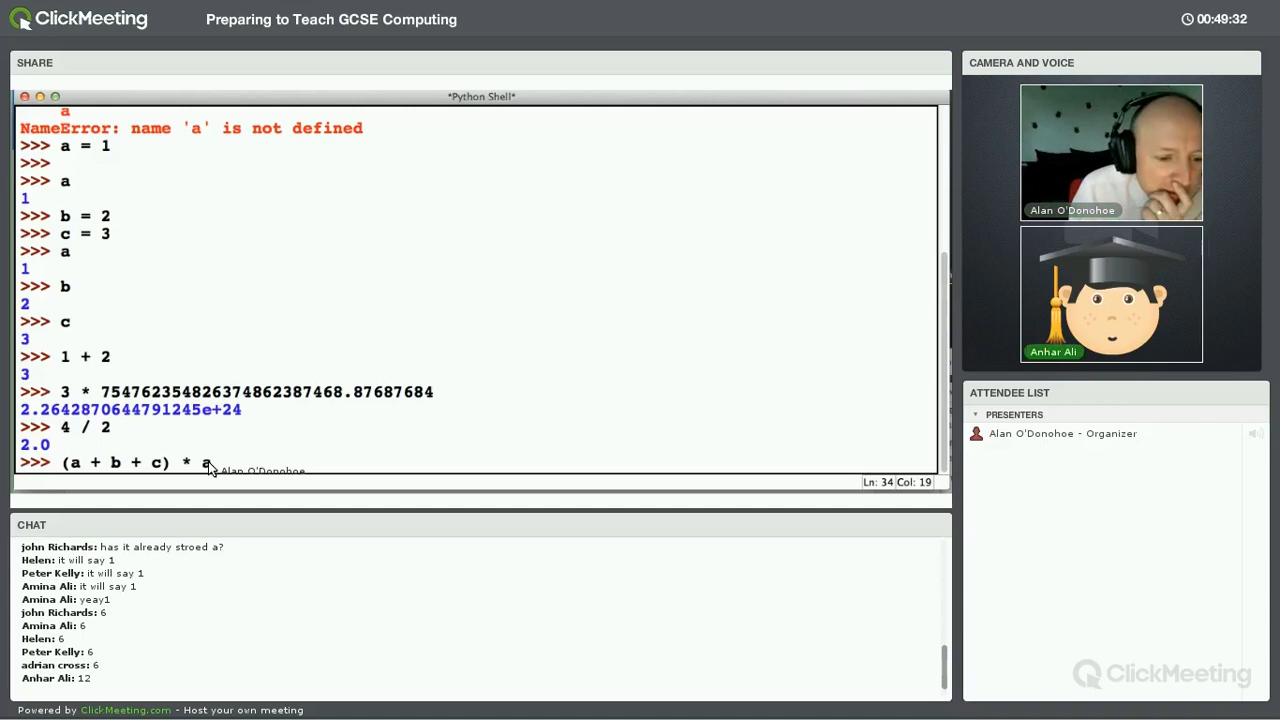 ClickMeeting
Preparing to Teach GCSE Computing
00:49:32
SHARE
*Python Shell*
a
NameError: name 'a' is not defined
>>> a = 1
>>>
>>> a
1
>>> b = 2
>>> c = 3
>>> a
1
>>> b
2
>>> c
3
>>> 1 + 2
3
>>> 3 * 7547623548263748623874​68.87687684
2.2642870644791245e+24
>>> 4 / 2
2.0
>>> (a + b + c) * a
Alan O'Donohoe
Ln: 34 Col: 19
CHAT
john Richards: has it already stroed a?
Helen: it will say 1
Peter Kelly: it will say 1
Amina Ali: it will say 1
Amina Ali: yeay1
john Richards: 6
Amina Ali: 6
Helen: 6
Peter Kelly: 6
adrian cross: 6
Anhar Ali: 12
CAMERA AND VOICE
Alan O'Donohoe
Anhar Ali
ATTENDEE LIST
PRESENTERS
Alan O'Donohoe - Organizer
ClickMeeting
Powered by ClickMeeting.com - Host your own meeting